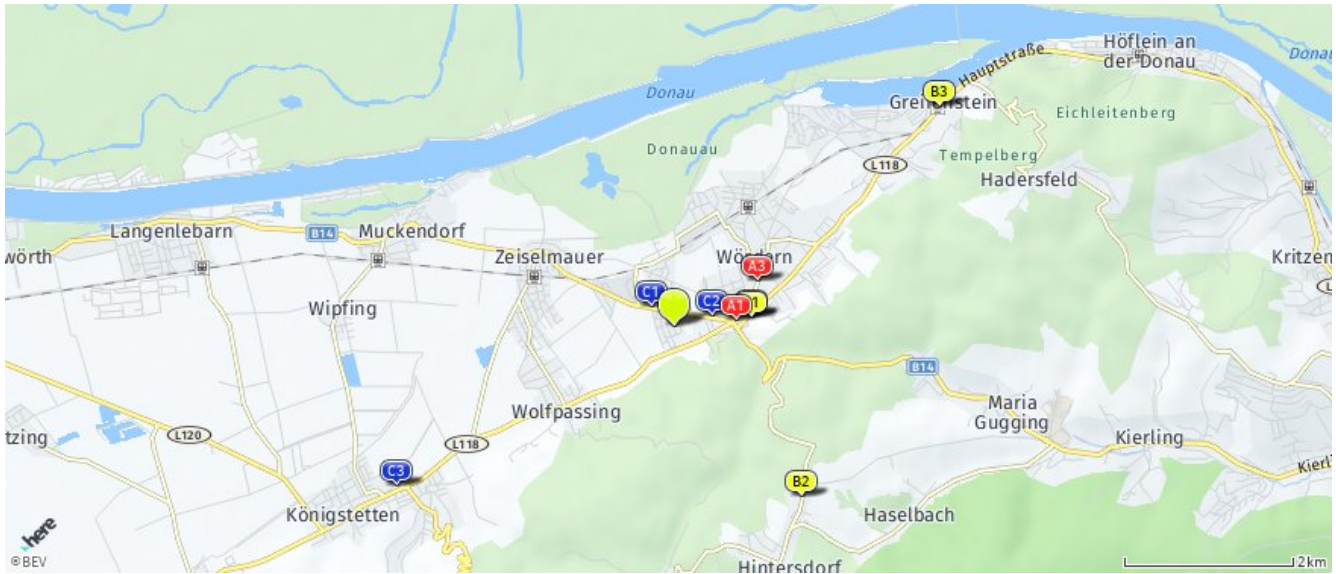 Höflein an
der Donau
Donau
Hauptstraße
Donau
B3
Eichleitenberg
Donauau
Tempelberg
L118
Hadersfeld
Langenlebarn
B14
Muckendorf
wörth
Zeiselmauer
Kritzen
A3
Wipfing
C1
C2
A1
B14
Wolfpassing
Maria
Gugging
L120
tzing
L118
Kierling
C3
B2
Königstetten
Haselbach
here
© BEV
2km
Hintersdorf